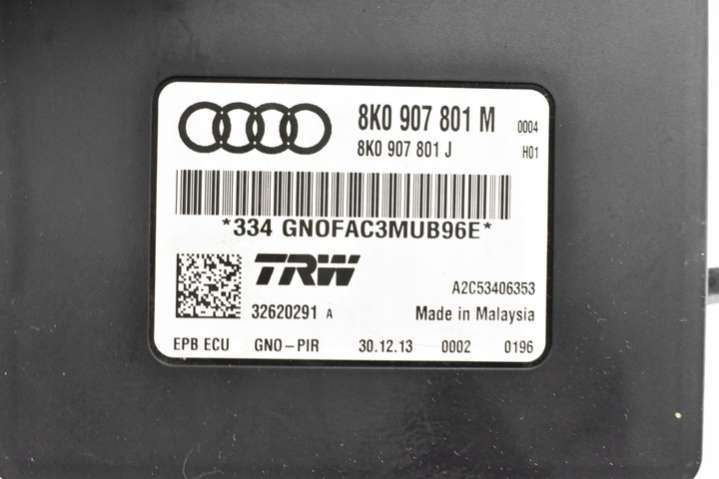 8K0 907 801 M 0004
8K0 907 801 J H01
*334 GNOFAC3MUB96E*
TRW
A2C53406353
32620291 A Made in Malaysia
EPB ECU GNO-PIR 30.12.13 0002 0196